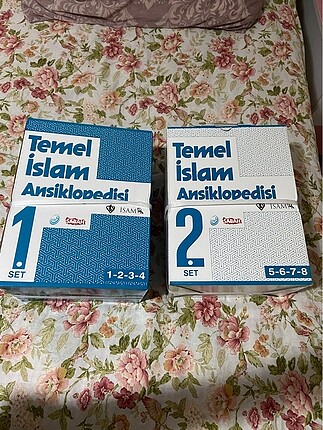 Temel
İslam
Ansiklopedisi
İSAM
1.
SET
1-2-3-4
Temel
İslam
Ansiklopedisi
İSAM
2.
SET
5-6-7-8